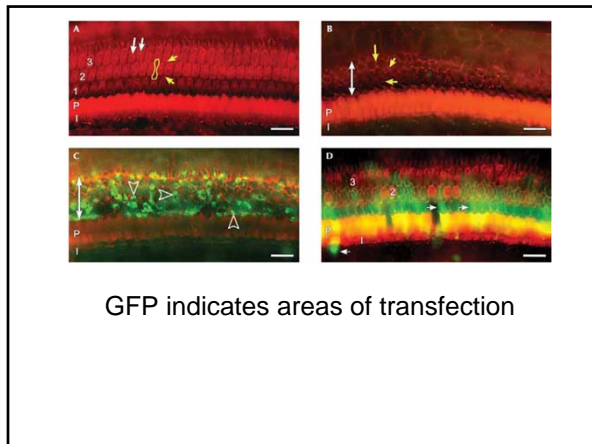 A
3
2
1
P
I
B
P
I
C
P
I
D
3
2
P
I
GFP indicates areas of transfection